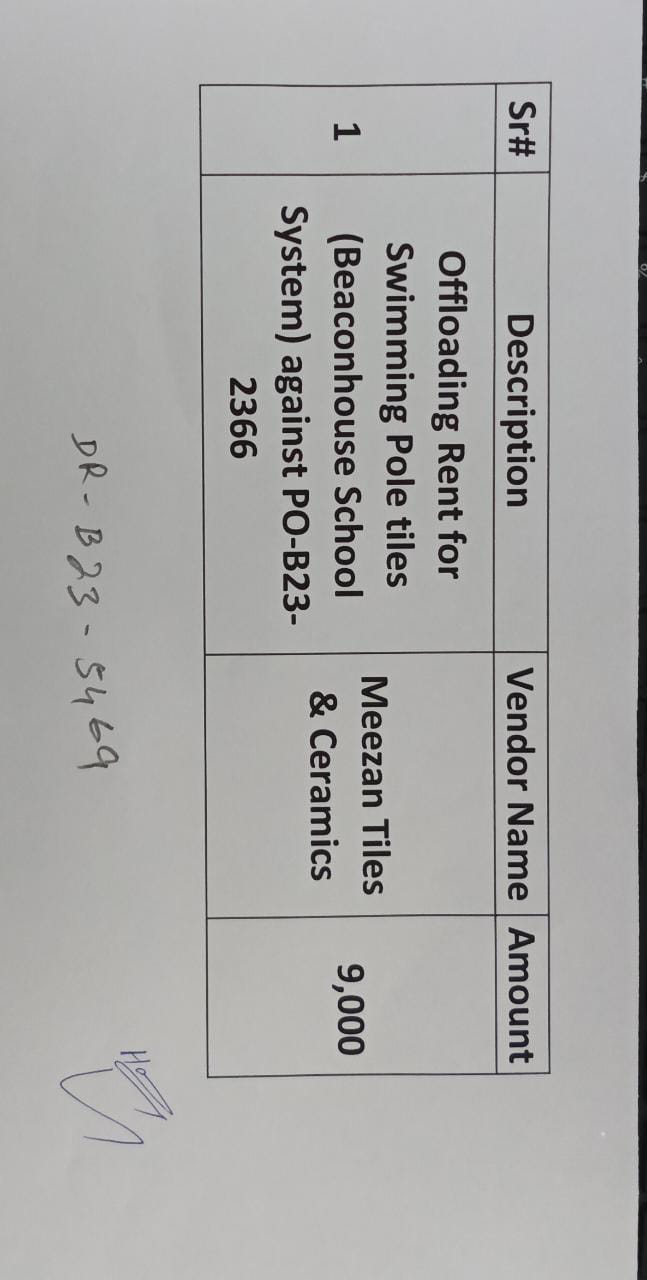 Sr# Description Vendor Name Amount
Offloading Rent for
Swimming Pole tiles
1 (Beaconhouse School Meezan Tiles 9,000
System) against PO-B23- & Ceramics
2366
DR-B23-5469